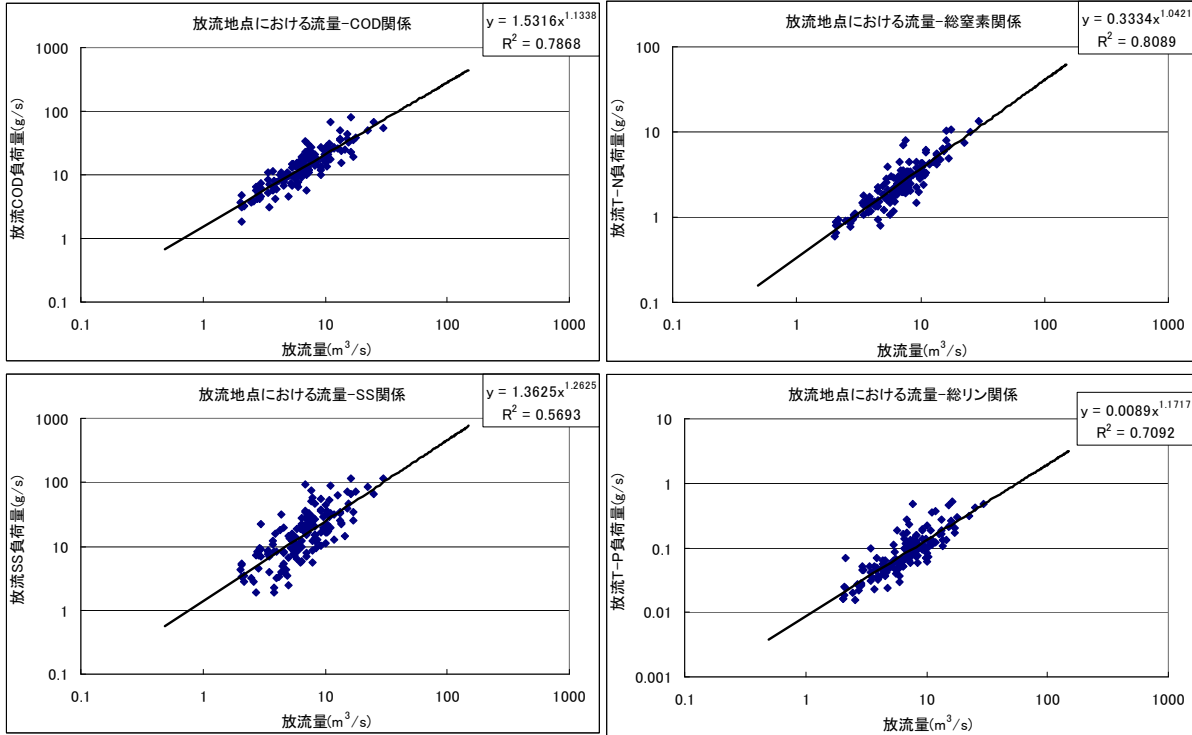 放流地点における流量-COD関係
y = 1.5316x^1.1338
R² = 0.7868
放流COD負荷量(g/s)
1000
100
10
1
0.1
0.1 1 10 100 1000
放流量(m³/s)
放流地点における流量-総窒素関係
y = 0.3334x^1.0421
R² = 0.8089
放流T-N負荷量(g/s)
100
10
1
0.1
0.1 1 10 100 1000
放流量(m³/s)
放流地点における流量-SS関係
y = 1.3625x^1.2625
R² = 0.5693
放流SS負荷量(g/s)
1000
100
10
1
0.1
0.1 1 10 100 1000
放流量(m³/s)
放流地点における流量-総リン関係
y = 0.0089x^1.1717
R² = 0.7092
放流T-P負荷量(g/s)
10
1
0.1
0.01
0.001
0.1 1 10 100 1000
放流量(m³/s)